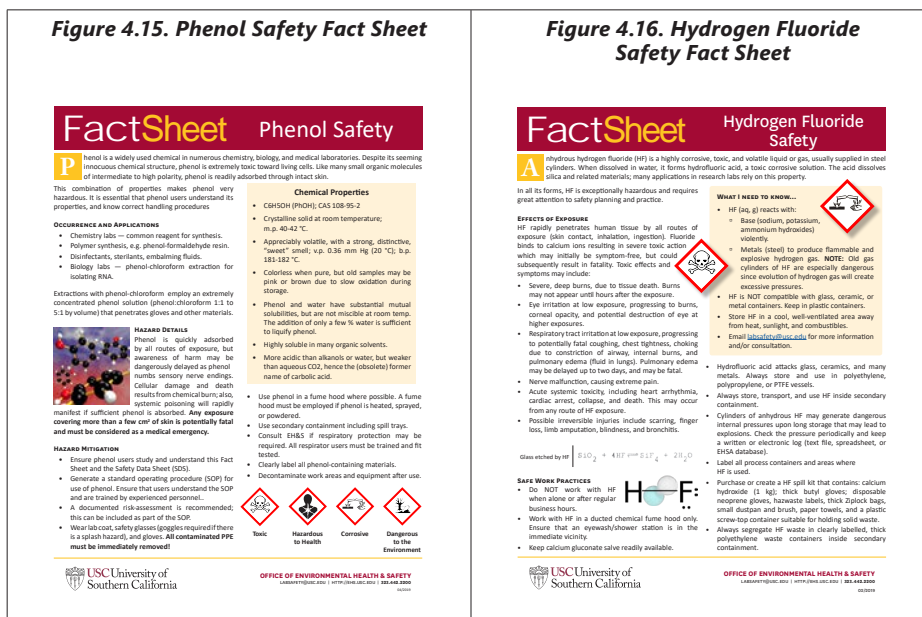 Figure 4.15. Phenol Safety Fact Sheet
FactSheet Phenol Safety
Phenol is a widely used chemical in numerous chemistry, biology, and medical laboratories. Despite its seeming
innocuous chemical structure, phenol is extremely toxic toward living cells. Like many small organic molecules
of intermediate to high polarity, phenol is readily adsorbed through intact skin.
This combination of properties makes phenol very
hazardous. It is essential that phenol users understand its
properties, and know correct handling procedures
OCCURRENCE AND APPLICATIONS
• Chemistry labs — common reagent for synthesis.
• Polymer synthesis, e.g. phenol-formaldehyde resin.
• Disinfectants, sterilants, embalming fluids.
• Biology labs — phenol-chloroform extraction for
isolating RNA.
Extractions with phenol-chloroform employ an extremely
concentrated phenol solution (phenol:chloroform 1:1 to
5:1 by volume) that penetrates gloves and other materials.
HAZARD DETAILS
Phenol is quickly adsorbed
by all routes of exposure, but
awareness of harm may be
dangerously delayed as phenol
numbs sensory nerve endings.
Cellular damage and death
results from chemical burn; also,
systemic poisoning will rapidly
manifest if sufficient phenol is absorbed. Any exposure
covering more than a few cm² of skin is potentially fatal
and must be considered as a medical emergency.
HAZARD MITIGATION
• Ensure phenol users study and understand this Fact
Sheet and the Safety Data Sheet (SDS).
• Generate a standard operating procedure (SOP) for
use of phenol. Ensure that users understand the SOP
and are trained by experienced personnel..
• A documented risk-assessment is recommended;
this can be included as part of the SOP.
• Wear lab coat, safety glasses (goggles required if there
is a splash hazard), and gloves. All contaminated PPE
must be immediately removed!
Chemical Properties
• C6H5OH (PhOH); CAS 108-95-2
• Crystalline solid at room temperature;
m.p. 40-42 °C.
• Appreciably volatile, with a strong, distinctive,
“sweet” smell; v.p. 0.36 mm Hg (20 °C); b.p.
181-182 °C.
• Colorless when pure, but old samples may be
pink or brown due to slow oxidation during
storage.
• Phenol and water have substantial mutual
solubilities, but are not miscible at room temp.
The addition of only a few % water is sufficient
to liquify phenol.
• Highly soluble in many organic solvents.
• More acidic than alkanols or water, but weaker
than aqueous CO2, hence the (obsolete) former
name of carbolic acid.
• Use phenol in a fume hood where possible. A fume
hood must be employed if phenol is heated, sprayed,
or powdered.
• Use secondary containment including spill trays.
• Consult EH&S if respiratory protection may be
required. All respirator users must be trained and fit
tested.
• Clearly label all phenol-containing materials.
• Decontaminate work areas and equipment after use.
Toxic
Hazardous
to Health
Corrosive
Dangerous
to the
Environment
USC University of
Southern California
OFFICE OF ENVIRONMENTAL HEALTH & SAFETY
LABSAFETY@USC.EDU | HTTP://EHS.USC.EDU | 323.442.2200
Figure 4.16. Hydrogen Fluoride
Safety Fact Sheet
FactSheet Hydrogen Fluoride
Safety
Anhydrous hydrogen fluoride (HF) is a highly corrosive, toxic, and volatile liquid or gas, usually supplied in steel
cylinders. When dissolved in water, it forms hydrofluoric acid, a toxic corrosive solution. The acid dissolves
silica and related materials; many applications in research labs rely on this property.
In all its forms, HF is exceptionally hazardous and requires
great attention to safety planning and practice.
EFFECTS OF EXPOSURE
HF rapidly penetrates human tissue by all routes of
exposure (skin contact, inhalation, ingestion). Fluoride
binds to calcium ions resulting in severe toxic action
which may initially be symptom-free, but could
subsequently result in fatality. Toxic effects and
symptoms may include:
• Severe, deep burns, due to tissue death. Burns
may not appear until hours after the exposure.
• Eye irritation at low exposure, progressing to burns,
corneal opacity, and potential destruction of eye at
higher exposures.
• Respiratory tract irritation at low exposure, progressing
to potentially fatal coughing, chest tightness, choking
due to constriction of airway, internal burns, and
pulmonary edema (fluid in lungs). Pulmonary edema
may be delayed up to two days, and may be fatal.
• Nerve malfunction, causing extreme pain.
• Acute systemic toxicity, including heart arrhythmia,
cardiac arrest, collapse, and death. This may occur
from any route of HF exposure.
• Possible irreversible injuries include scarring, finger
loss, limb amputation, blindness, and bronchitis.
Glass etched by HF SiO2 + 4HF ⟶ SiF4 + 2H2O
SAFE WORK PRACTICES
• Do NOT work with HF
when alone or after regular
business hours.
• Work with HF in a ducted chemical fume hood only.
Ensure that an eyewash/shower station is in the
immediate vicinity.
• Keep calcium gluconate salve readily available.
H F
WHAT I NEED TO KNOW...
• HF (aq, g) reacts with:
Base (sodium, potassium,
ammonium hydroxides)
violently.
Metals (steel) to produce flammable and
explosive hydrogen gas. NOTE: Old gas
cylinders of HF are especially dangerous
since evolution of hydrogen gas will create
excessive pressures.
• HF is NOT compatible with glass, ceramic, or
metal containers. Keep in plastic containers.
• Store HF in a cool, well-ventilated area away
from heat, sunlight, and combustibles.
• Email labsafety@usc.edu for more information
and/or consultation.
• Hydrofluoric acid attacks glass, ceramics, and many
metals. Always store and use in polyethylene,
polypropylene, or PTFE vessels.
• Always store, transport, and use HF inside secondary
containment.
• Cylinders of anhydrous HF may generate dangerous
internal pressures upon long storage that may lead to
explosions. Check the pressure periodically and keep
a written or electronic log (text file, spreadsheet, or
EHSA database).
• Label all process containers and areas where
HF is used.
• Purchase or create a HF spill kit that contains: calcium
hydroxide (1 kg); thick butyl gloves; disposable
neoprene gloves, hazwaste labels, thick Ziplock bags,
small dustpan and brush, paper towels, and a plastic
screw-top container suitable for holding solid waste.
• Always segregate HF waste in clearly labelled, thick
polyethylene waste containers inside secondary
containment.
USC University of
Southern California
OFFICE OF ENVIRONMENTAL HEALTH & SAFETY
LABSAFETY@USC.EDU | HTTP://EHS.USC.EDU | 323.442.2200
02/2019